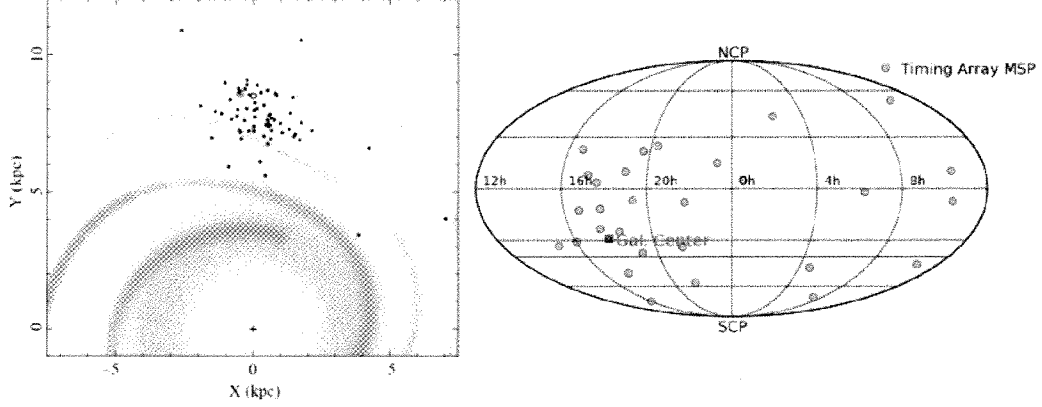 10
5
0
Y (kpc)
-5
0
5
X (kpc)
NCP
Timing Array MSP
12h
16h
20h
0h
4h
8h
Gal. Center
SCP